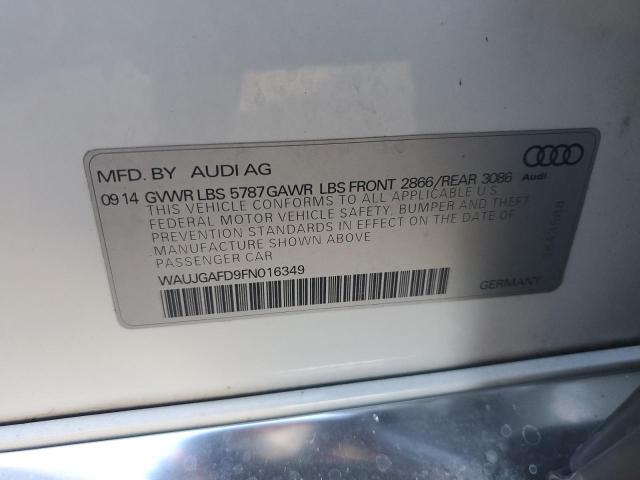 MFD. BY AUDI AG
09 14 GVWR LBS 5787 GAWR LBS FRONT 2866/REAR 3086
THIS VEHICLE CONFORMS TO ALL APPLICABLE U.S.
FEDERAL MOTOR VEHICLE SAFETY, BUMPER AND THEFT
PREVENTION STANDARDS IN EFFECT ON THE DATE OF
MANUFACTURING SHOWN ABOVE
PASSENGER CAR
WAUJGAFD9FN016349
Audi
GERMANY